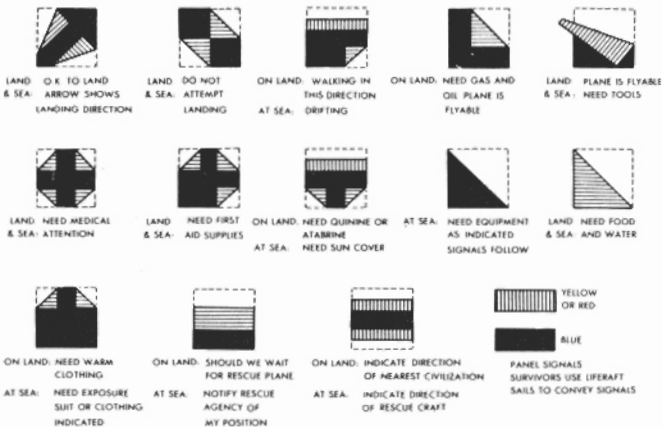 LAND & SEA: O.K. TO LAND
ARROW SHOWS
LANDING DIRECTION
LAND & SEA: DO NOT
ATTEMPT
LANDING
ON LAND: WALKING IN
THIS DIRECTION
AT SEA: DRIFTING
ON LAND: NEED GAS AND
OIL PLANE IS
FLYABLE
LAND & SEA: PLANE IS FLYABLE
NEED TOOLS
LAND & SEA: NEED MEDICAL
ATTENTION
LAND & SEA: NEED FIRST
AID SUPPLIES
ON LAND: NEED QUININE OR
ATABRINE
AT SEA: NEED SUN COVER
AT SEA: NEED EQUIPMENT
AS INDICATED
SIGNALS FOLLOW
LAND & SEA: NEED FOOD
AND WATER
ON LAND: NEED WARM
CLOTHING
AT SEA: NEED EXPOSURE
SUIT OR CLOTHING
INDICATED
ON LAND: SHOULD WE WAIT
FOR RESCUE PLANE
AT SEA: NOTIFY RESCUE
AGENCY OF
MY POSITION
ON LAND: INDICATE DIRECTION
OF NEAREST CIVILIZATION
AT SEA: INDICATE DIRECTION
OF RESCUE CRAFT
YELLOW
OR RED
BLUE
PANEL SIGNALS
SURVIVORS USE LIFERAFT
SAILS TO CONVEY SIGNALS